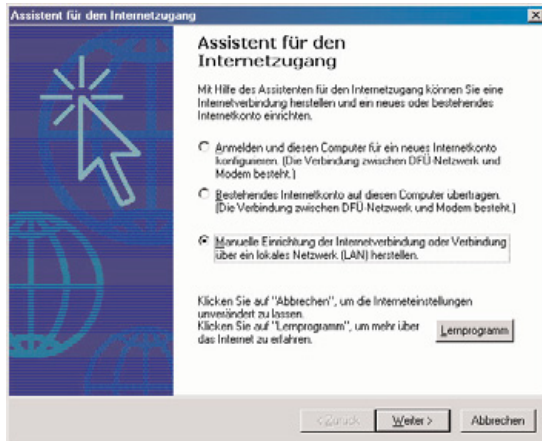 Assistent für den Internetzugang
Assistent für den
Internetzugang
Mit Hilfe des Assistenten für den Internetzugang können Sie eine
Internetverbindung herstellen und ein neues oder bestehendes
Internetkonto einrichten.
Anmelden und diesen Computer für ein neues Internetkonto
konfigurieren. (Die Verbindung zwischen DFÜ-Netzwerk und
Modem besteht.)
Bestehendes Internetkonto auf diesen Computer übertragen.
(Die Verbindung zwischen DFÜ-Netzwerk und Modem besteht.)
Manuelle Einrichtung der Internetverbindung oder Verbindung
über ein lokales Netzwerk (LAN) herstellen.
Klicken Sie auf "Abbrechen", um die Interneteinstellungen
unverändert zu lassen.
Klicken Sie auf "Lernprogramm", um mehr über
das Internet zu erfahren.
Lernprogramm
< Zurück Weiter > Abbrechen